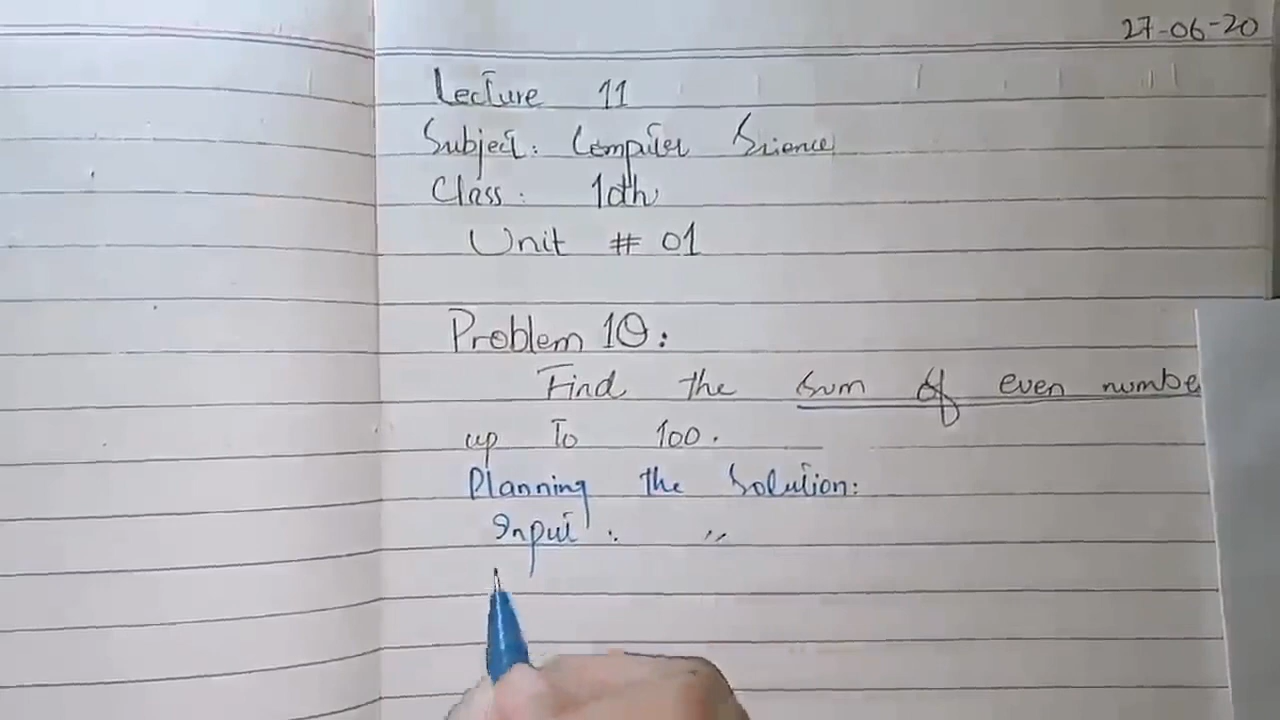 27-06-20
Lecture 11
Subject: Computer Science
Class: 10th
Unit # 01
Problem 10:
Find the sum of even numbe
up to 100.
Planning the Solution:
Input : "